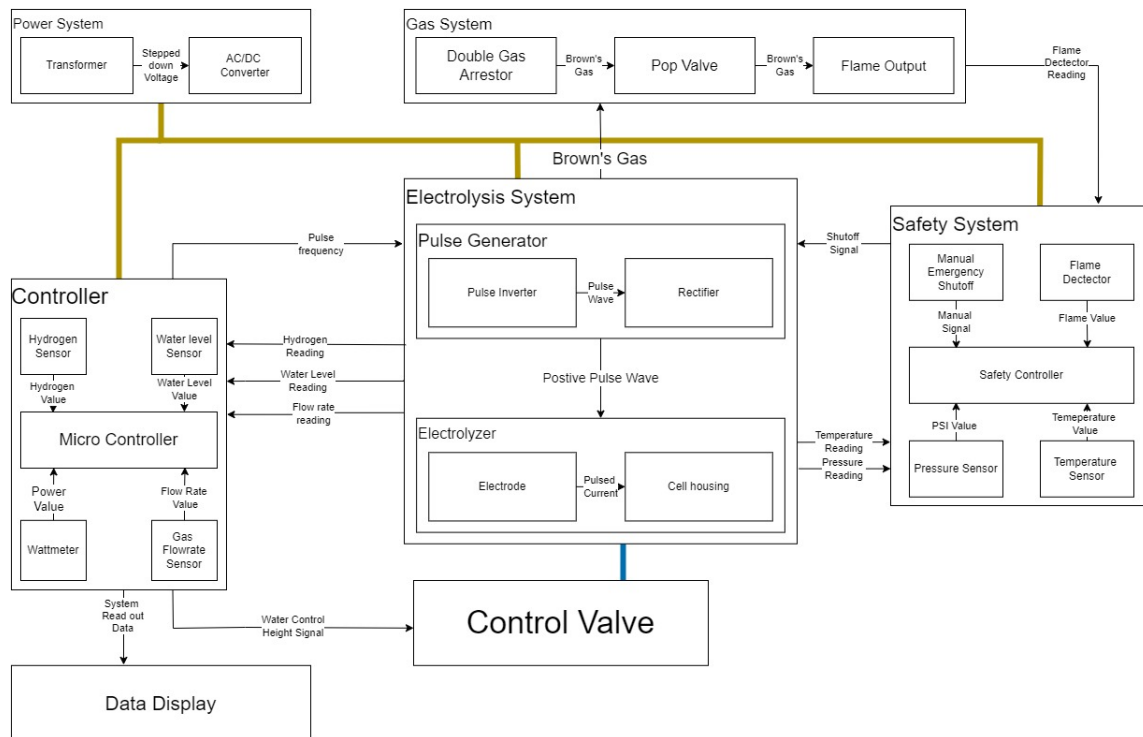 Power System
Transformer
Stepped
down
Voltage
AC/DC
Converter
Gas System
Double Gas
Arrestor
Brown's
Gas
Pop Valve
Brown's
Gas
Flame Output
Flame
Dectector
Reading
Brown's Gas
Electrolysis System
Pulse Generator
Pulse Inverter
Pulse
Wave
Rectifier
Postive Pulse Wave
Electrolyzer
Electrode
Pulsed
Current
Cell housing
Pulse
frequency
Shutoff
Signal
Safety System
Manual
Emergency
Shutoff
Flame
Dectector
Manual
Signal
Flame Value
Safety Controller
PSI Value
Temeperature
Value
Pressure Sensor
Temperature
Sensor
Temperature
Reading
Pressure
Reading
Controller
Hydrogen
Sensor
Water level
Sensor
Hydrogen
Value
Water Level
Value
Micro Controller
Power
Value
Flow Rate
Value
Wattmeter
Gas
Flowrate
Sensor
Hydrogen
Reading
Water Level
Reading
Flow rate
reading
System
Read out
Data
Water Control
Height Signal
Control Valve
Data Display